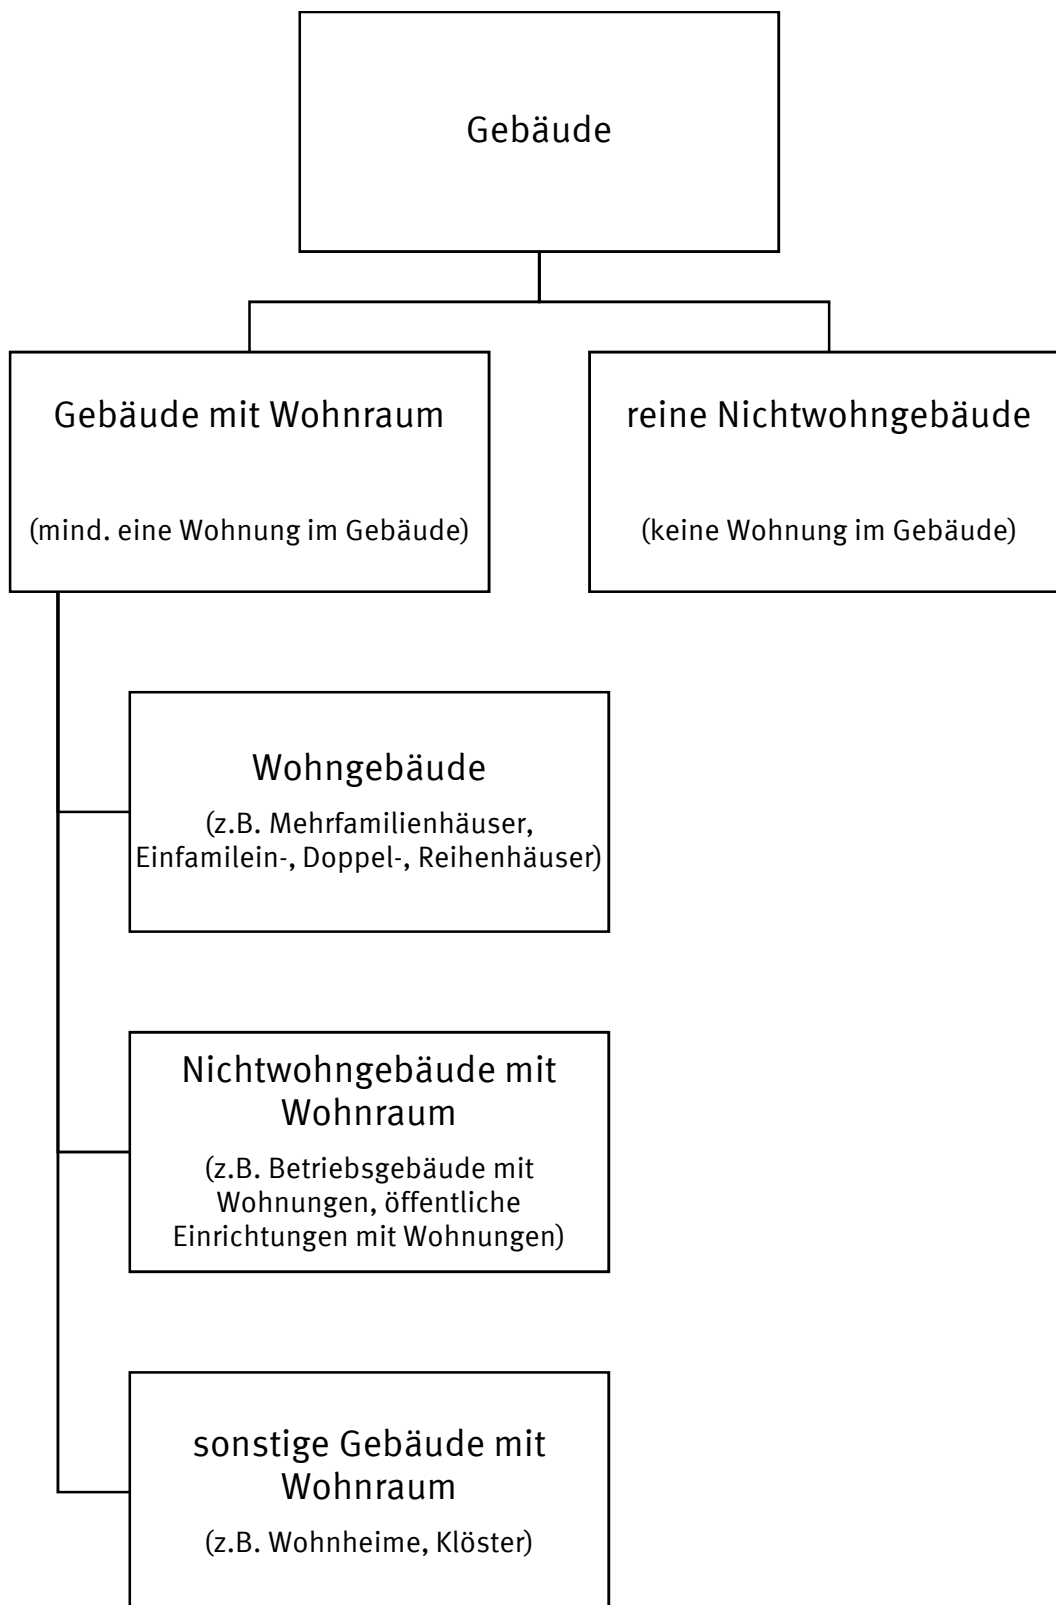 Gebäude
Gebäude mit Wohnraum
(mind. eine Wohnung im Gebäude)
reine Nichtwohngebäude
(keine Wohnung im Gebäude)
Wohngebäude
(z.B. Mehrfamilienhäuser,
Einfamilein-, Doppel-, Reihenhäuser)
Nichtwohngebäude mit
Wohnraum
(z.B. Betriebsgebäude mit
Wohnungen, öffentliche
Einrichtungen mit Wohnungen)
sonstige Gebäude mit
Wohnraum
(z.B. Wohnheime, Klöster)